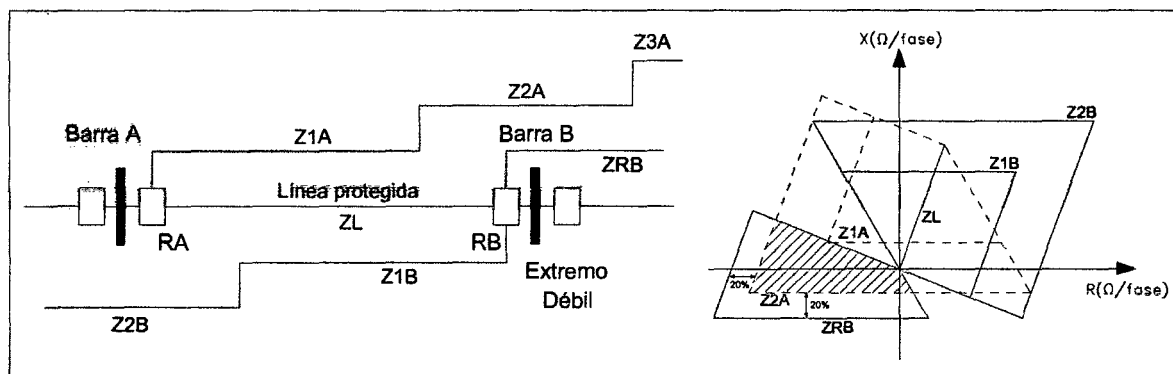 Z3A
Z2A
Barra A
Z1A
Barra B
ZRB
Línea protegida
ZL
RA
RB
Z1B
Extremo
Débil
Z2B
X(Ω/fase)
Z2B
Z1B
ZL
Z1A
R(Ω/fase)
20%
Z2A
20%
ZRB